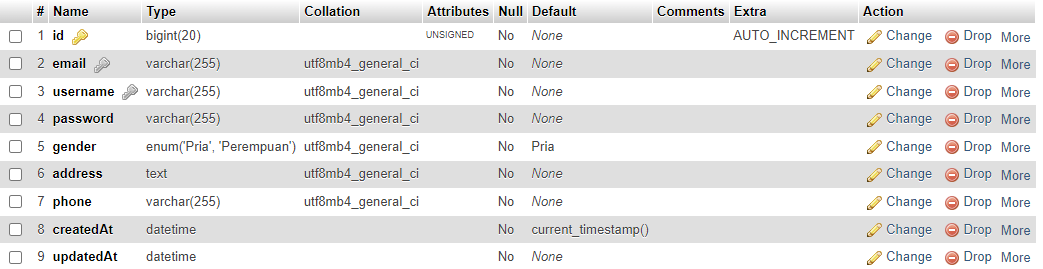 # Name Type Collation Attributes Null Default Comments Extra Action
1 id bigint(20) UNSIGNED No None AUTO_INCREMENT Change Drop More
2 email varchar(255) utf8mb4_general_ci No None Change Drop More
3 username varchar(255) utf8mb4_general_ci No None Change Drop More
4 password varchar(255) utf8mb4_general_ci No None Change Drop More
5 gender enum('Pria', 'Perempuan') utf8mb4_general_ci No Pria Change Drop More
6 address text utf8mb4_general_ci No None Change Drop More
7 phone varchar(255) utf8mb4_general_ci No None Change Drop More
8 createdAt datetime No current_timestamp() Change Drop More
9 updatedAt datetime No None Change Drop More